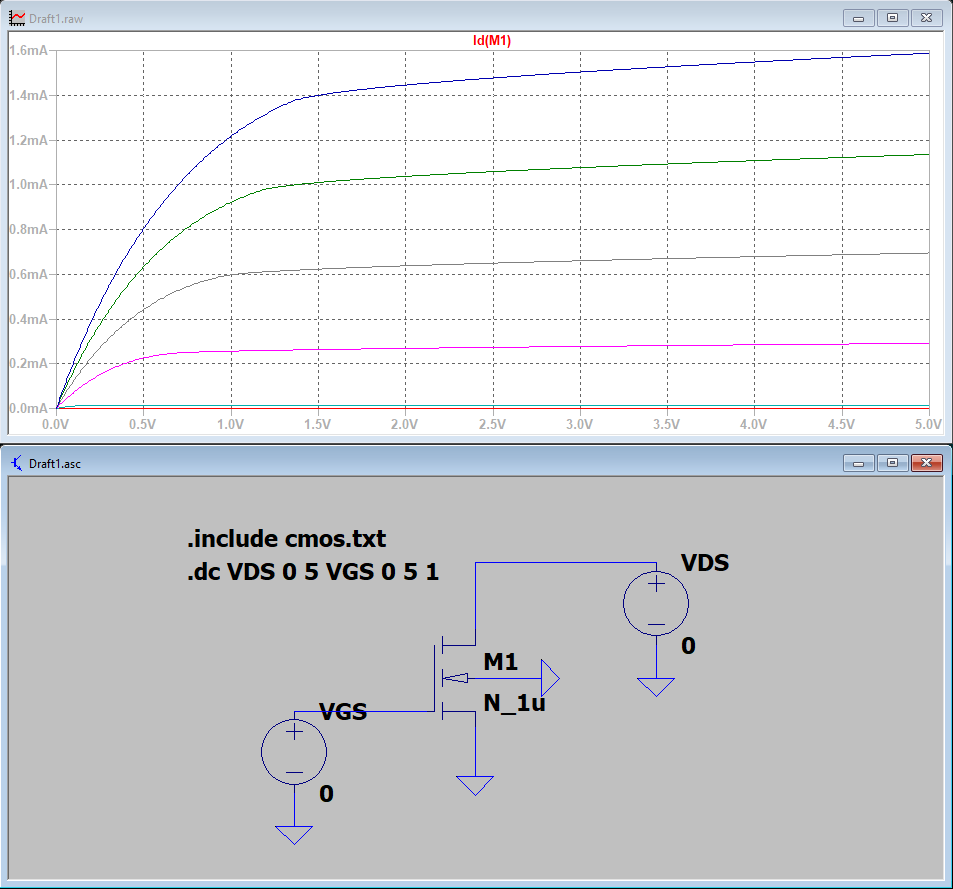 Draft1.raw
Id(M1)
1.6mA
1.4mA
1.2mA
1.0mA
0.8mA
0.6mA
0.4mA
0.2mA
0.0mA
0.0V 0.5V 1.0V 1.5V 2.0V 2.5V 3.0V 3.5V 4.0V 4.5V 5.0V
Draft1.asc
.include cmos.txt
.dc VDS 0 5 VGS 0 5 1
VDS
0
M1
N_1u
VGS
0